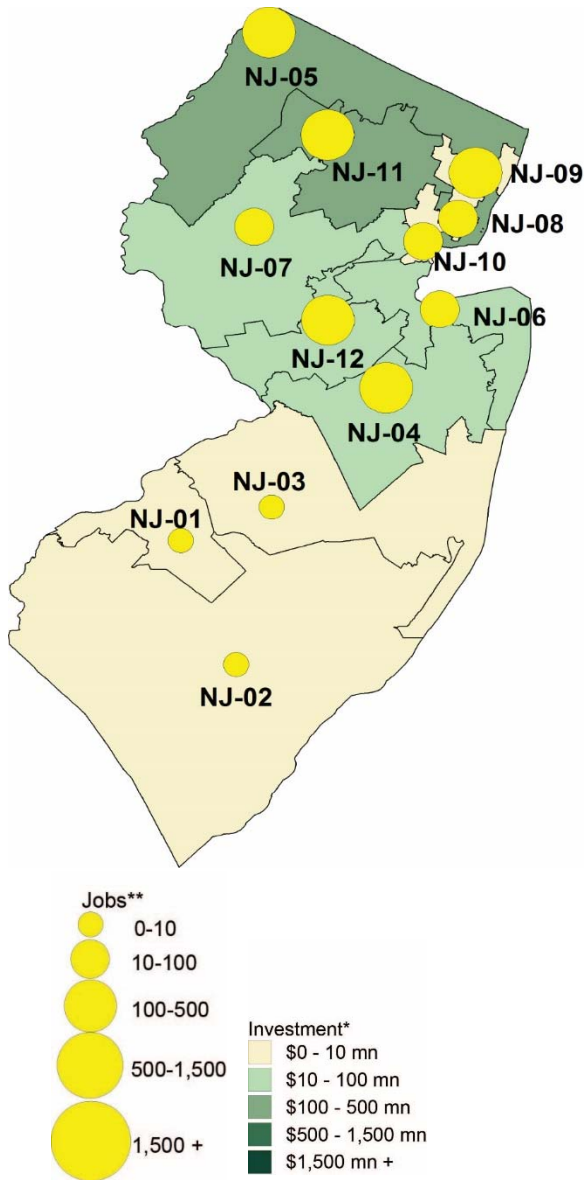 NJ-05
NJ-11
NJ-09
NJ-08
NJ-07
NJ-10
NJ-06
NJ-12
NJ-04
NJ-03
NJ-01
NJ-02
Jobs**
0-10
10-100
100-500
500-1,500
1,500 +
Investment*
$0 - 10 mn
$10 - 100 mn
$100 - 500 mn
$500 - 1,500 mn
$1,500 mn +